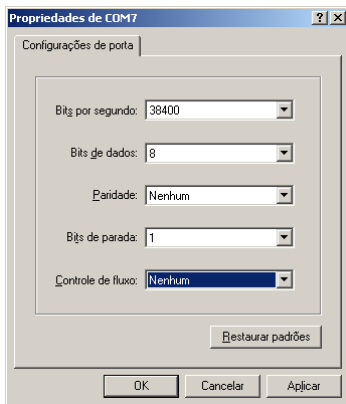 Propriedades de COM7
Configurações de porta
Bits por segundo: 38400
Bits de dados: 8
Paridade: Nenhum
Bits de parada: 1
Controle de fluxo: Nenhum
Restaurar padrões
OK Cancelar Aplicar